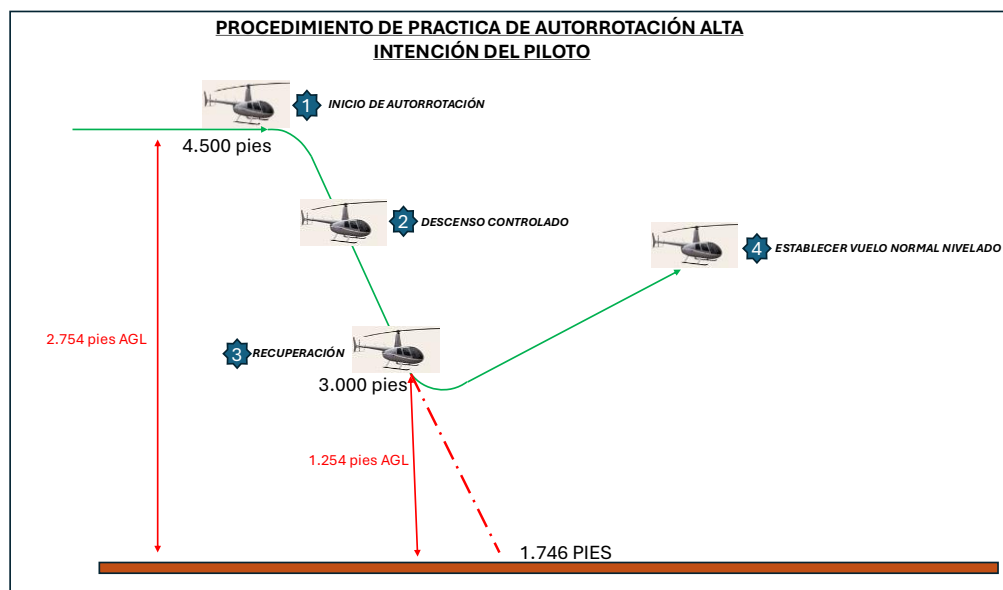 PROCEDIMIENTO DE PRACTICA DE AUTORROTACIÓN ALTA
INTENCIÓN DEL PILOTO
1 INICIO DE AUTORROTACIÓN
4.500 pies
2 DESCENSO CONTROLADO
4 ESTABLECER VUELO NORMAL NIVELADO
2.754 pies AGL
3 RECUPERACIÓN
3.000 pies
1.254 pies AGL
1.746 PIES